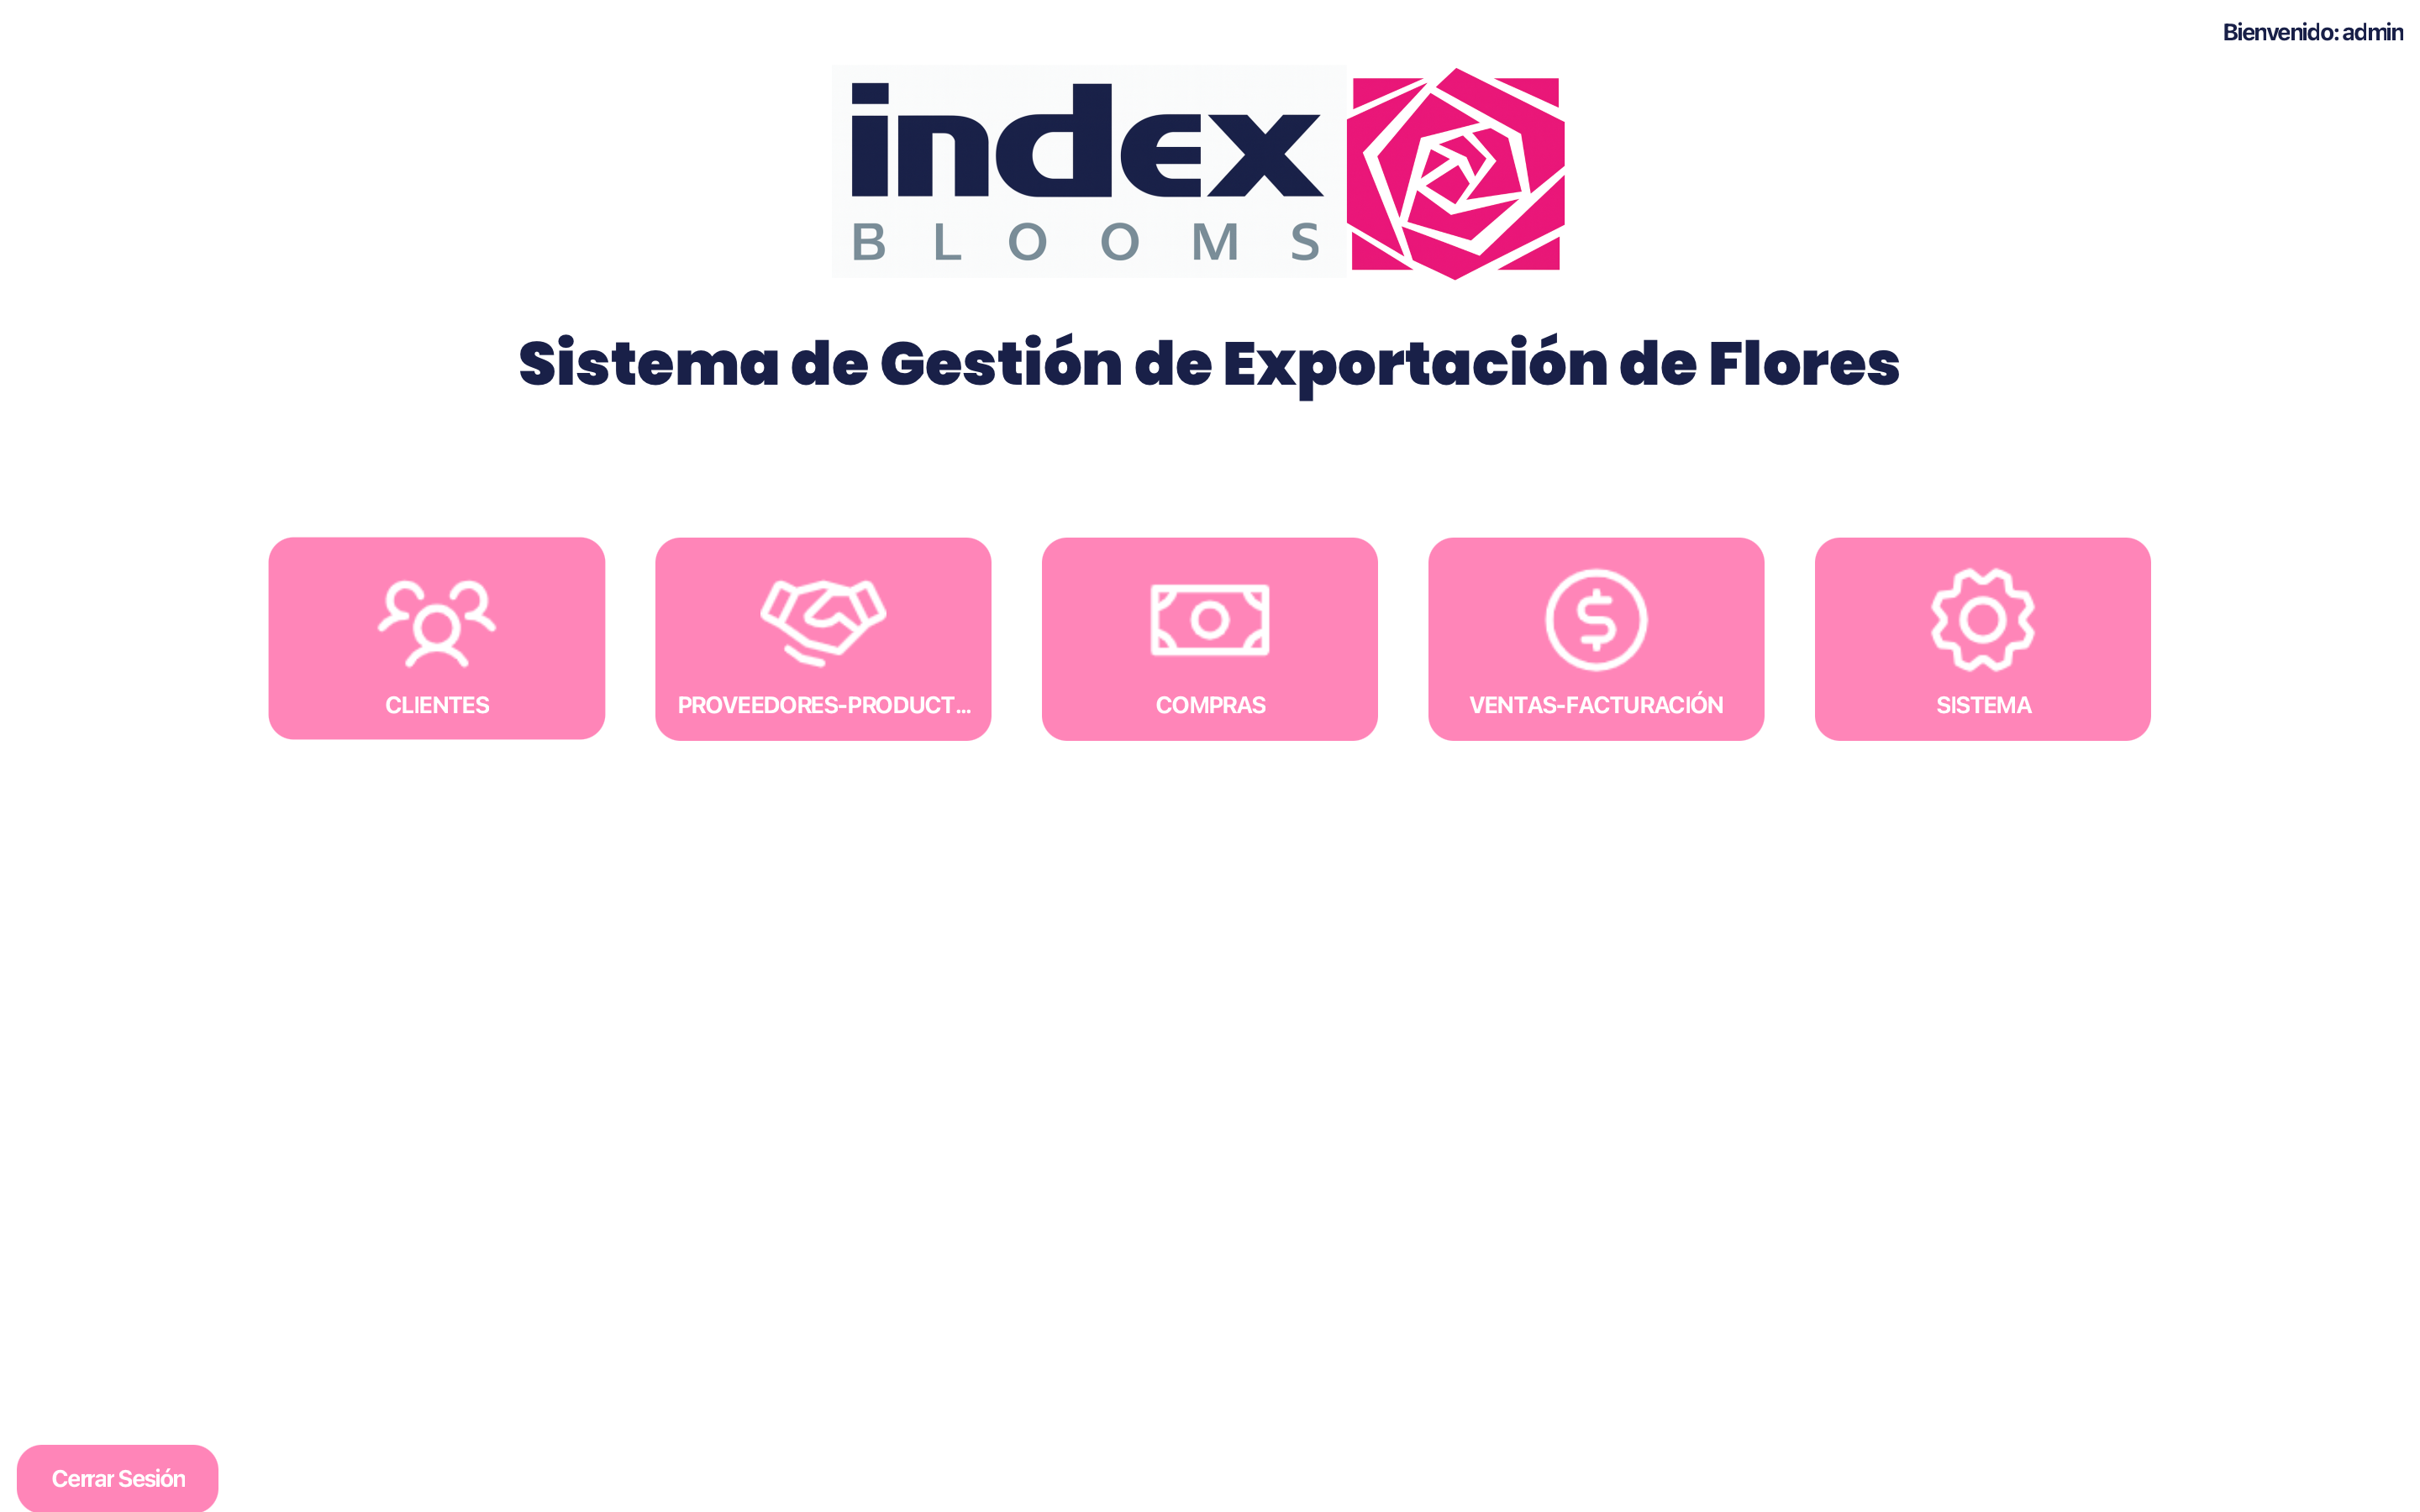 Bienvenido: admin
index
BLOOMS
Sistema de Gestión de Exportación de Flores
CLIENTES
PROVEEDORES-PRODUCT...
COMPRAS
VENTAS-FACTURACIÓN
SISTEMA
Cerrar Sesión